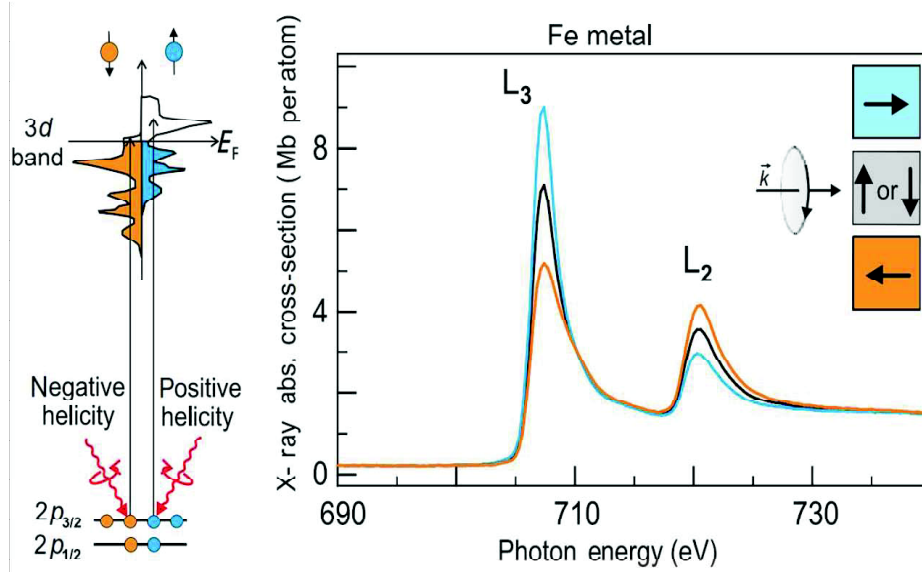 3d
band
E_F
Negative
helicity
Positive
helicity
2p_3/2
2p_1/2
Fe metal
X- ray abs. cross-section ( Mb per atom)
8
4
0
690
710
730
Photon energy (eV)
L_3
L_2
k⃗
or